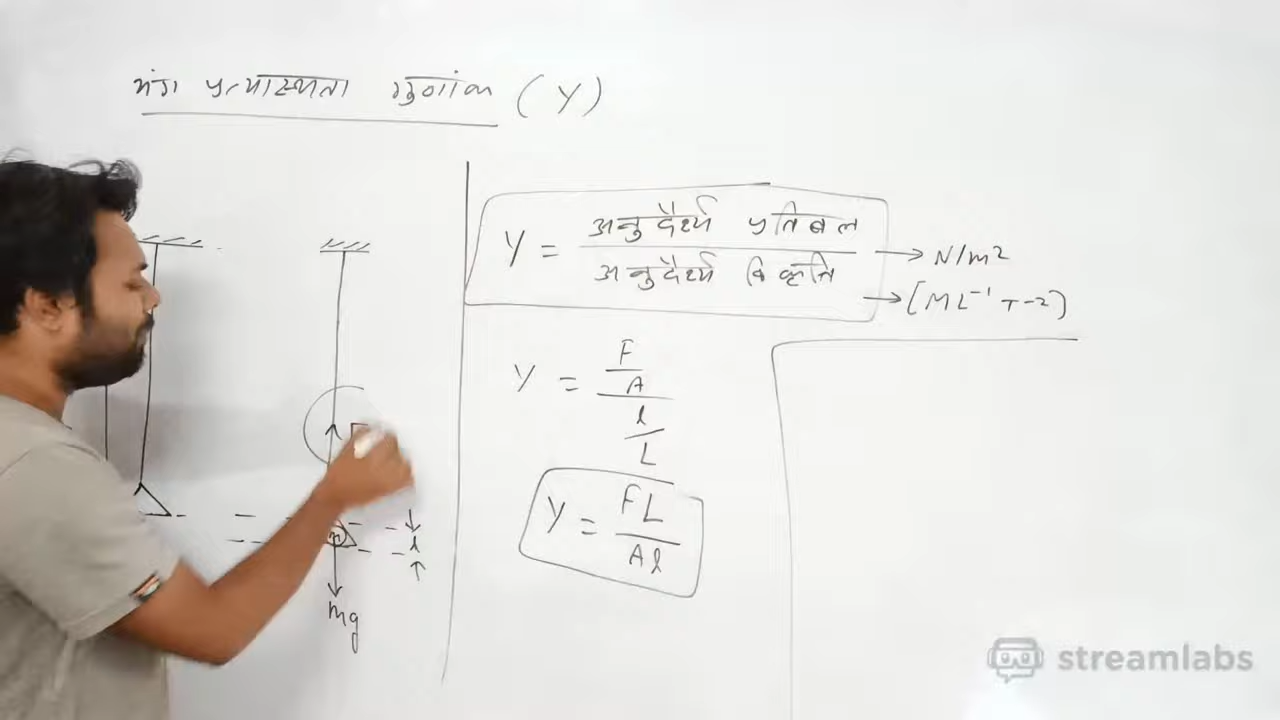 यंग प्रत्यास्थता गुणांक (Y)
Y = अनुदैर्ध्य प्रतिबल / अनुदैर्ध्य विकृति
→ N/m²
→ [ML⁻¹T⁻²)
Y = F/A / l/L
Y = FL / Al
l
mg
streamlabs